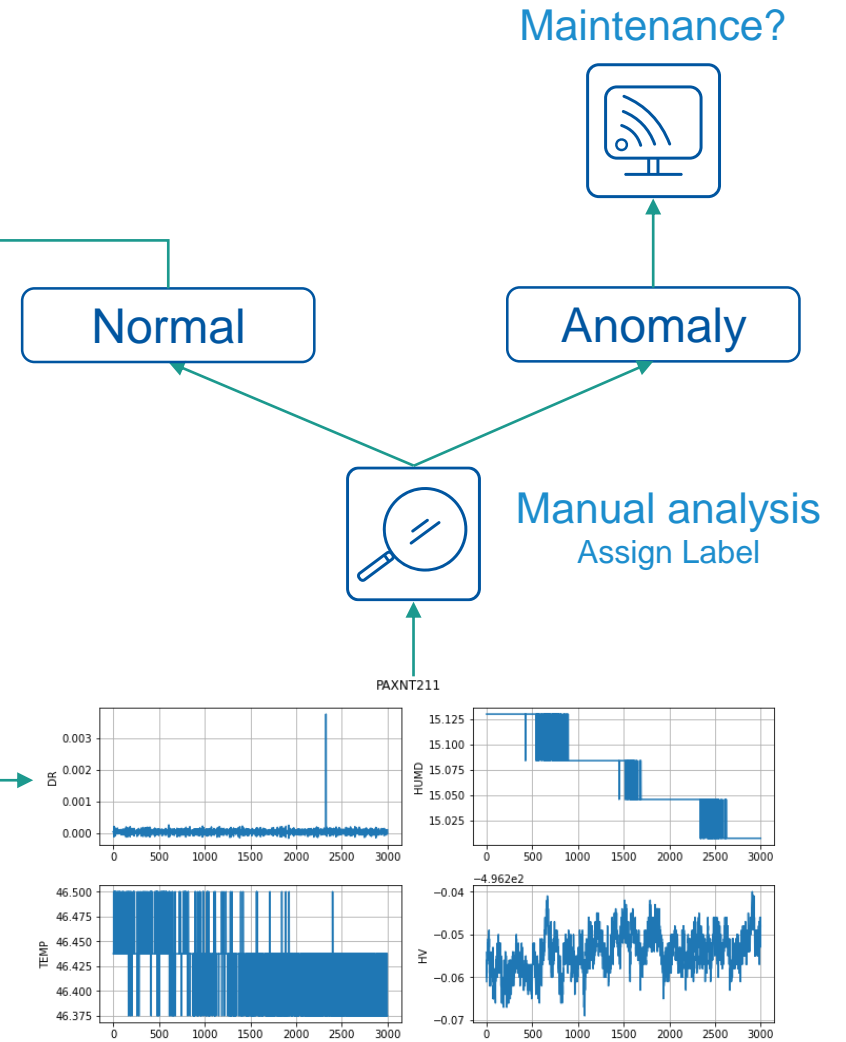 Maintenance?
Normal
Anomaly
Manual analysis
Assign Label
PAXNT211
DR
0.003
0.002
0.001
0.000
0 500 1000 1500 2000 2500 3000
HUMD
15.125
15.100
15.075
15.050
15.025
0 500 1000 1500 2000 2500 3000
TEMP
46.500
46.475
46.450
46.425
46.400
46.375
0 500 1000 1500 2000 2500 3000
−4.962e2
HV
−0.04
−0.05
−0.06
−0.07
0 500 1000 1500 2000 2500 3000